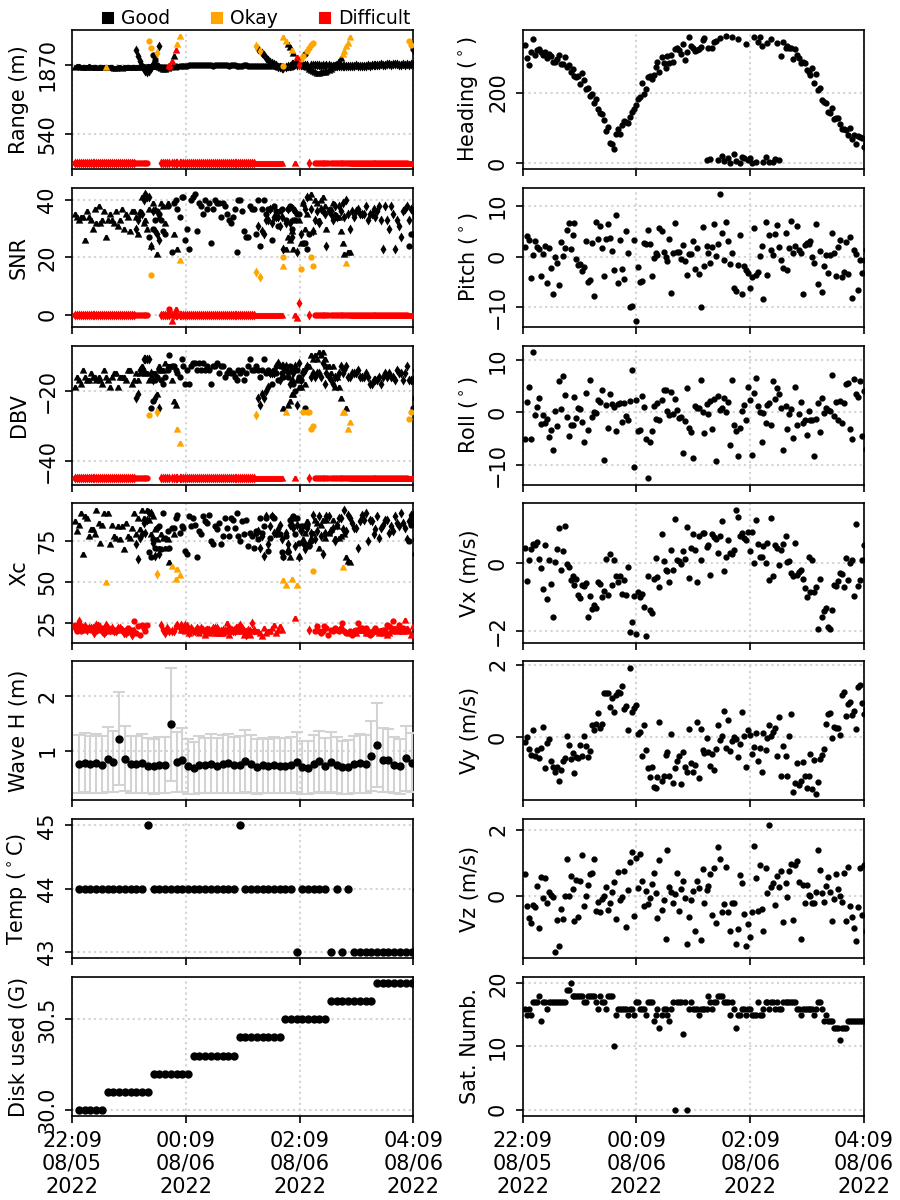 Good Okay Difficult
Range (m)
1870
540
Heading (°)
200
0
SNR
40
20
0
Pitch (°)
10
0
−10
DBV
−20
−40
Roll (°)
10
0
−10
Xc
75
50
25
Vx (m/s)
0
−2
Wave H (m)
2
1
Vy (m/s)
2
0
Temp (°C)
45
44
43
Vz (m/s)
2
0
Disk used (G)
30.5
30.0
Sat. Numb.
20
10
0
22:09 00:09 02:09 04:09 22:09 00:09 02:09 04:09
08/05 08/06 08/06 08/06 08/05 08/06 08/06 08/06
2022 2022 2022 2022 2022 2022 2022 2022